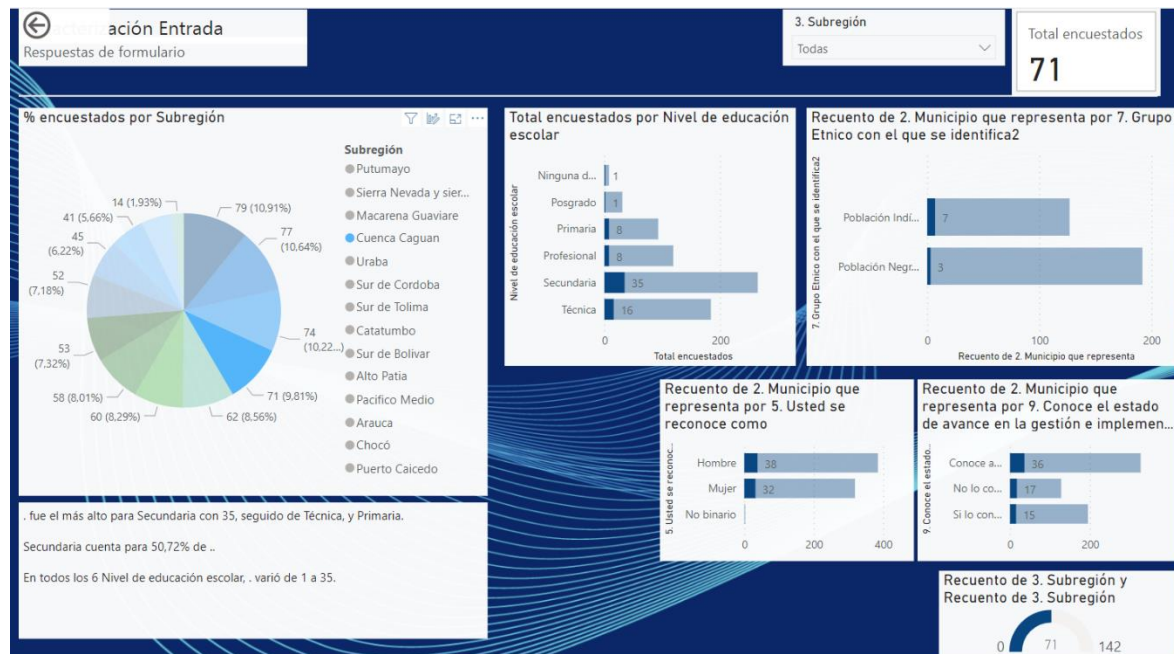 ación Entrada
Respuestas de formulario
3. Subregión
Todas
Total encuestados
71
% encuestados por Subregión
14 (1.93%)
41 (5.66%)
45
(6,22%)
52
(7,18%)
53
(7,32%)
58 (8.01%)
60 (8.29%)
62 (8.56%)
71 (9,81%)
74
(10,22...
77
(10,64%)
79 (10,91%)
Subregión
Putumayo
Sierra Nevada y sier...
Macarena Guaviare
Cuenca Caguan
Uraba
Sur de Cordoba
Sur de Tolima
Catatumbo
Sur de Bolivar
Alto Patia
Pacifico Medio
Arauca
Chocó
Puerto Caicedo
Total encuestados por Nivel de educación
escolar
Nivel de educación escolar
Ninguna d... 1
Posgrado 1
Primaria 8
Profesional 8
Secundaria 35
Técnica 16
0 200
Total encuestados
Recuento de 2. Municipio que representa por 7. Grupo
Etnico con el que se identifica2
7. Grupo Etnico con el que se identifica2
Población Indí... 7
Población Negr... 3
0 100 200
Recuento de 2. Municipio que representa
Recuento de 2. Municipio que
representa por 5. Usted se
reconoce como
5. Usted se reconoc...
Hombre 38
Mujer 32
No binario
0 200 400
Recuento de 2. Municipio que
representa por 9. Conoce el estado
de avance en la gestión e implemen...
9. Conoce el estado...
Conoce a... 36
No lo co... 17
Si lo con... 15
0 200
. fue el más alto para Secundaria con 35, seguido de Técnica, y Primaria.
Secundaria cuenta para 50,72% de ..
En todos los 6 Nivel de educación escolar, . varió de 1 a 35.
Recuento de 3. Subregión y
Recuento de 3. Subregión
0 71 142